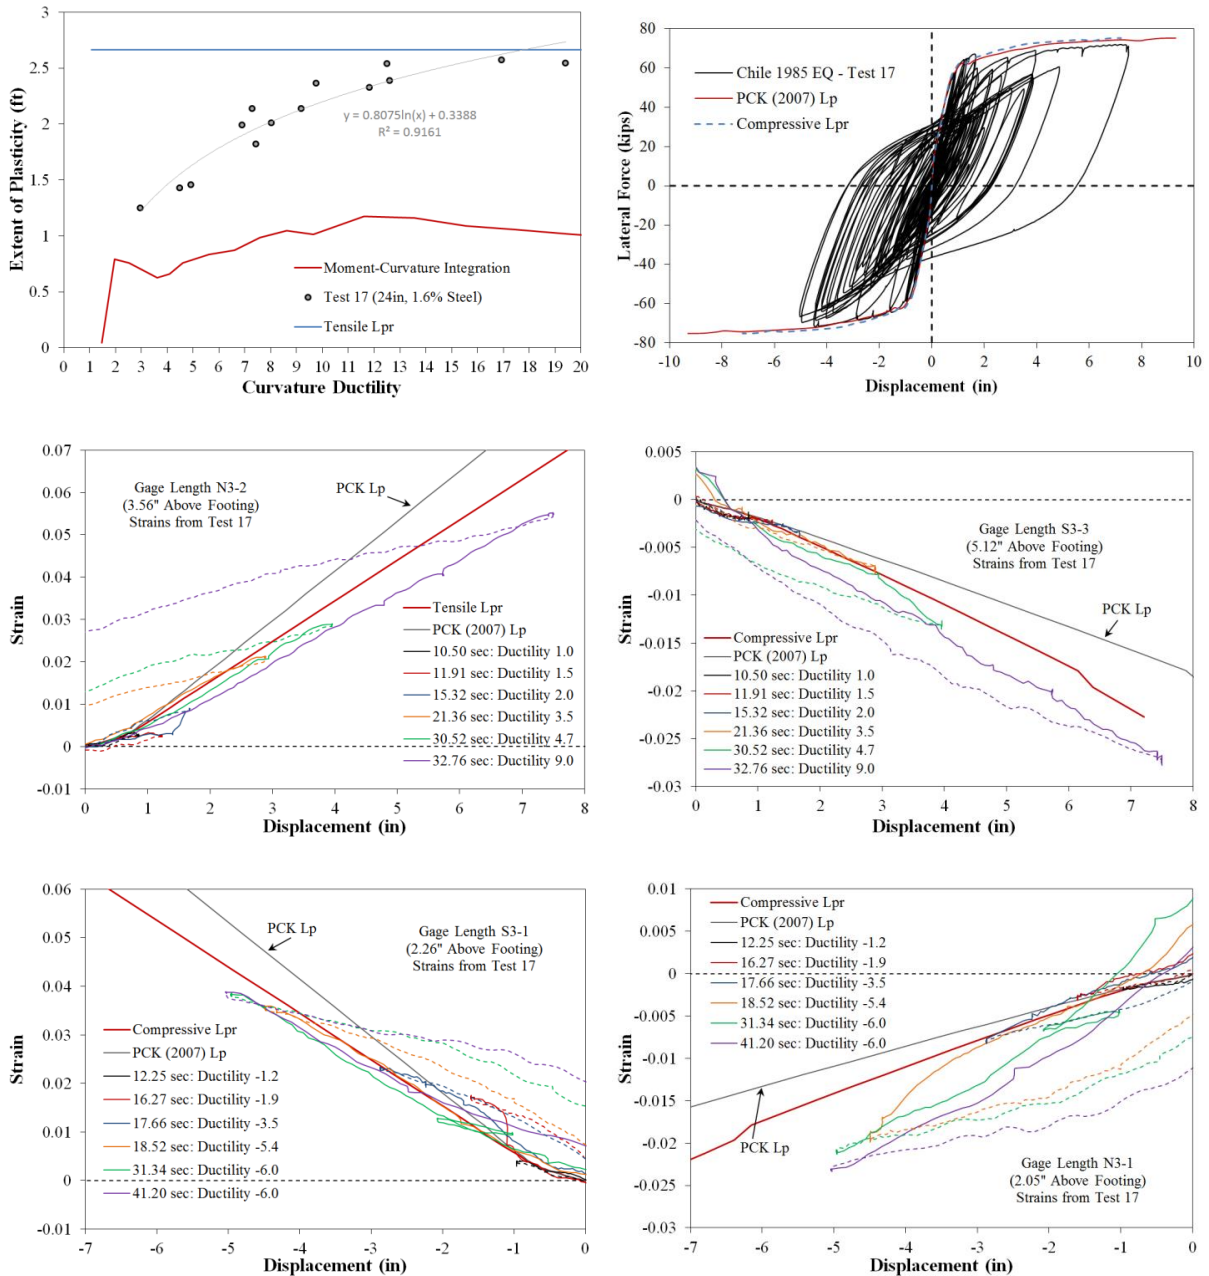 3
2.5
2
1.5
1
0.5
0
Extent of Plasticity (ft)
y = 0.8075ln(x) + 0.3388
R² = 0.9161
Moment-Curvature Integration
Test 17 (24in, 1.6% Steel)
Tensile Lpr
0 1 2 3 4 5 6 7 8 9 10 11 12 13 14 15 16 17 18 19 20
Curvature Ductility
80
60
40
20
0
-20
-40
-60
-80
Lateral Force (kips)
Chile 1985 EQ - Test 17
PCK (2007) Lp
Compressive Lpr
-10 -8 -6 -4 -2 0 2 4 6 8 10
Displacement (in)
0.07
0.06
0.05
0.04
0.03
0.02
0.01
0
-0.01
Strain
Gage Length N3-2
(3.56" Above Footing)
Strains from Test 17
PCK Lp
Tensile Lpr
PCK (2007) Lp
10.50 sec: Ductility 1.0
11.91 sec: Ductility 1.5
15.32 sec: Ductility 2.0
21.36 sec: Ductility 3.5
30.52 sec: Ductility 4.7
32.76 sec: Ductility 9.0
0 1 2 3 4 5 6 7 8
Displacement (in)
0.005
0
-0.005
-0.01
-0.015
-0.02
-0.025
-0.03
Strain
Gage Length S3-3
(5.12" Above Footing)
Strains from Test 17
PCK Lp
Compressive Lpr
PCK (2007) Lp
10.50 sec: Ductility 1.0
11.91 sec: Ductility 1.5
15.32 sec: Ductility 2.0
21.36 sec: Ductility 3.5
30.52 sec: Ductility 4.7
32.76 sec: Ductility 9.0
0 1 2 3 4 5 6 7 8
Displacement (in)
0.06
0.05
0.04
0.03
0.02
0.01
0
-0.01
Strain
PCK Lp
Gage Length S3-1
(2.26" Above Footing)
Strains from Test 17
Compressive Lpr
PCK (2007) Lp
12.25 sec: Ductility -1.2
16.27 sec: Ductility -1.9
17.66 sec: Ductility -3.5
18.52 sec: Ductility -5.4
31.34 sec: Ductility -6.0
41.20 sec: Ductility -6.0
-7 -6 -5 -4 -3 -2 -1 0
Displacement (in)
0.01
0.005
0
-0.005
-0.01
-0.015
-0.02
-0.025
-0.03
Strain
Compressive Lpr
PCK (2007) Lp
12.25 sec: Ductility -1.2
16.27 sec: Ductility -1.9
17.66 sec: Ductility -3.5
18.52 sec: Ductility -5.4
31.34 sec: Ductility -6.0
41.20 sec: Ductility -6.0
PCK Lp
Gage Length N3-1
(2.05" Above Footing)
Strains from Test 17
-7 -6 -5 -4 -3 -2 -1 0
Displacement (in)